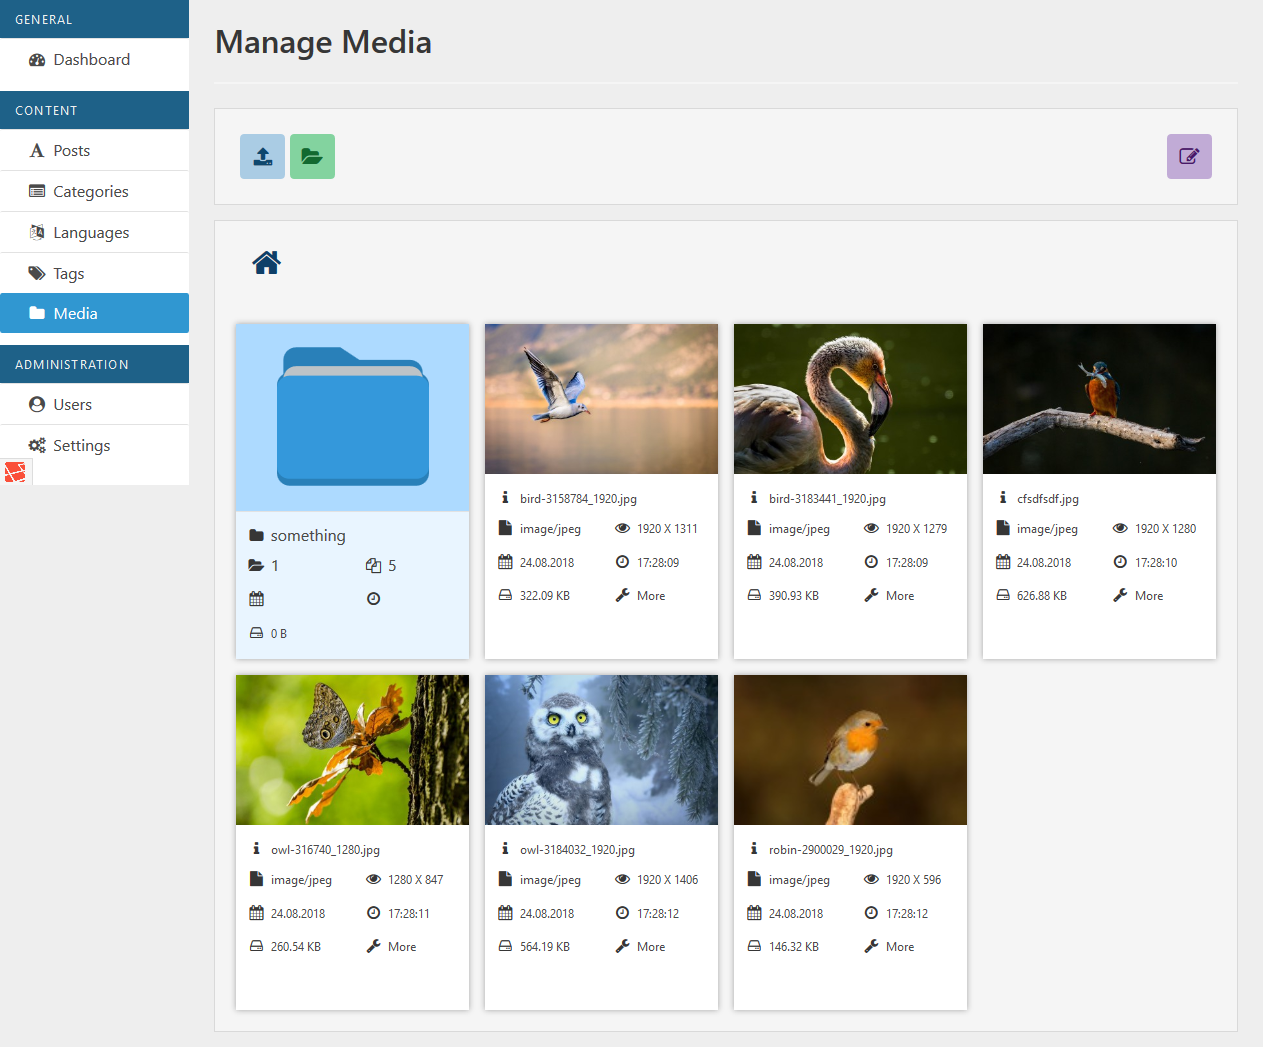 GENERAL
Dashboard
CONTENT
Posts
Categories
Languages
Tags
Media
ADMINISTRATION
Users
Settings
Manage Media
something
1 5
0 B
bird-3158784_1920.jpg
image/jpeg 1920 X 1311
24.08.2018 17:28:09
322.09 KB More
bird-3183441_1920.jpg
image/jpeg 1920 X 1279
24.08.2018 17:28:09
390.93 KB More
cfsdfsdf.jpg
image/jpeg 1920 X 1280
24.08.2018 17:28:10
626.88 KB More
owl-316740_1280.jpg
image/jpeg 1280 X 847
24.08.2018 17:28:11
260.54 KB More
owl-3184032_1920.jpg
image/jpeg 1920 X 1406
24.08.2018 17:28:12
564.19 KB More
robin-2900029_1920.jpg
image/jpeg 1920 X 596
24.08.2018 17:28:12
146.32 KB More